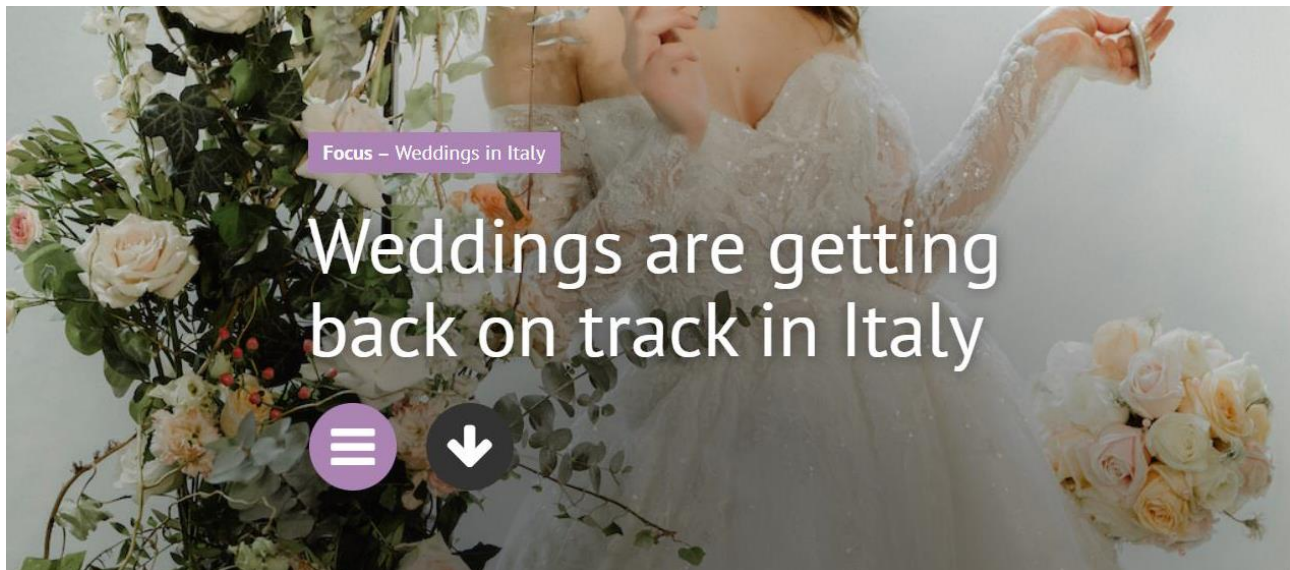 Focus – Weddings in Italy
Weddings are getting
back on track in Italy